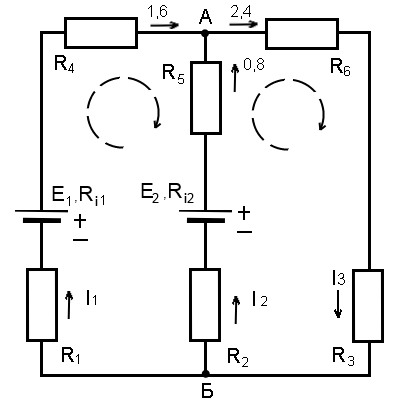 1,6 А 2,4
R4 R5 0,8 R6
E1,Ri1 E2,Ri2
+ +
− −
I1 I2 I3
R1 R2 R3
Б